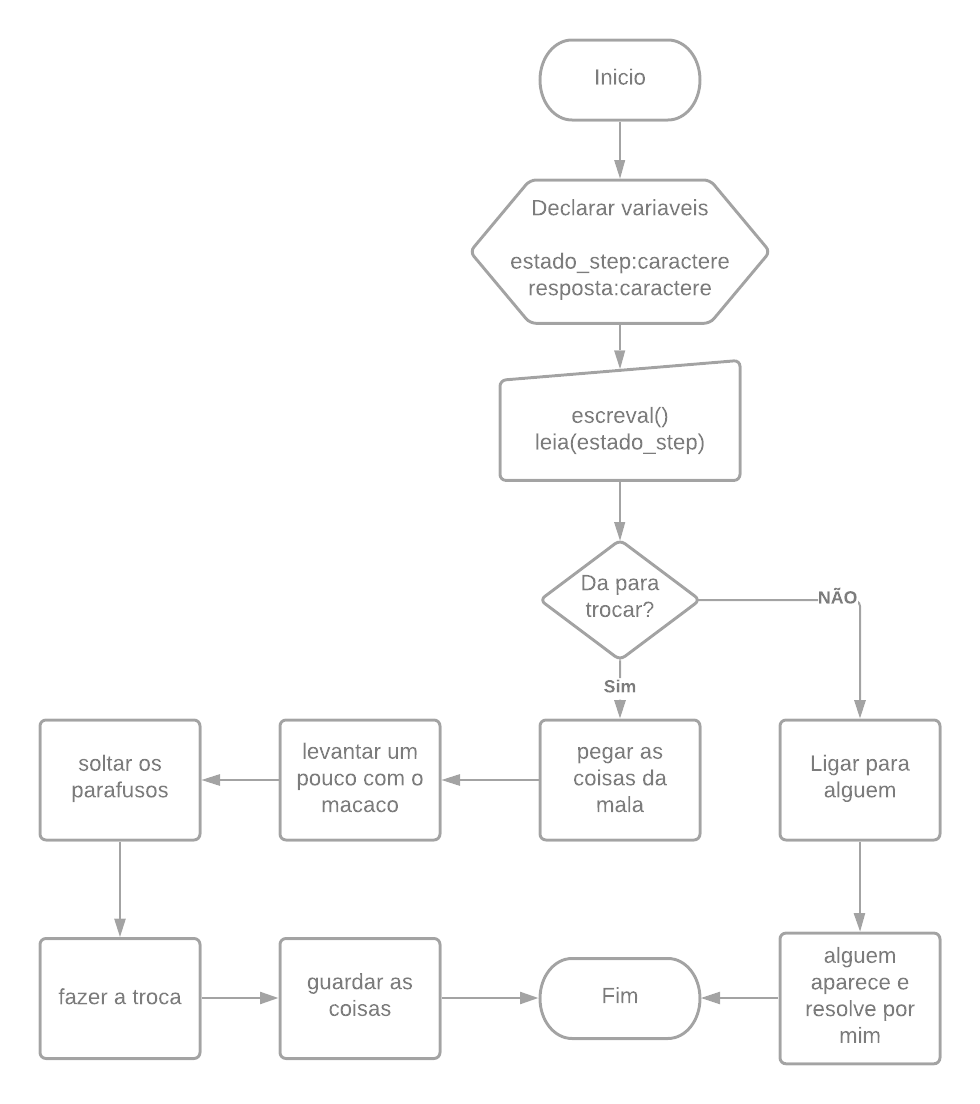 Inicio
Declarar variaveis
estado_step:caractere
resposta:caractere
escreval()
leia(estado_step)
Da para
trocar?
NÃO
Sim
soltar os
parafusos
levantar um
pouco com o
macaco
pegar as
coisas da
mala
Ligar para
alguem
fazer a troca
guardar as
coisas
Fim
alguem
aparece e
resolve por
mim